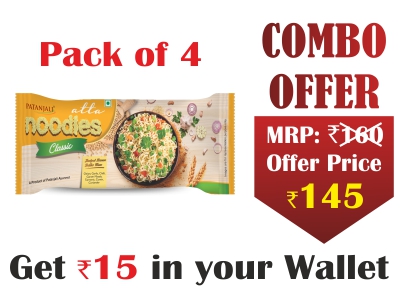 Pack of 4
COMBO
OFFER
MRP: ₹160
Offer Price
₹145
PATANJALI
atta
noodles
Classic
Get ₹15 in your Wallet